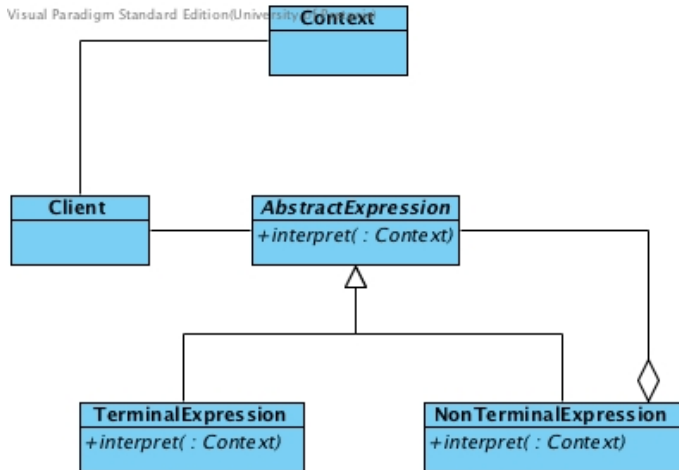 Visual Paradigm Standard Edition(University
Context
Client
AbstractExpression
+interpret( : Context)
TerminalExpression
+interpret( : Context)
NonTerminalExpression
+interpret( : Context)